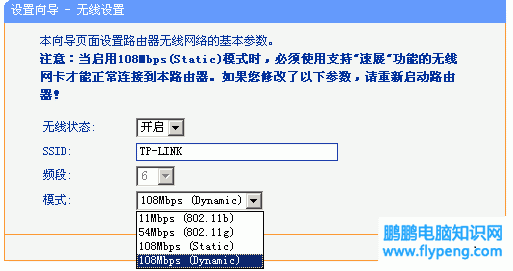 设置向导 - 无线设置
本向导页面设置路由器无线网络的基本参数。
注意：当启用108Mbps(Static)模式时，必须使支持"速展"功能的无线
网卡才能正常连接到本路由器。如果您修改了以下参数，请重新启动路由
器！
无线状态: 开启
SSID: TP-LINK
频段: 6
模式: 108Mbps (Dynamic)
11Mbps (802.11b)
54Mbps (802.11g)
108Mbps (Static)
108Mbps (Dynamic)
鹏鹏电脑知识网
www.flypeng.com